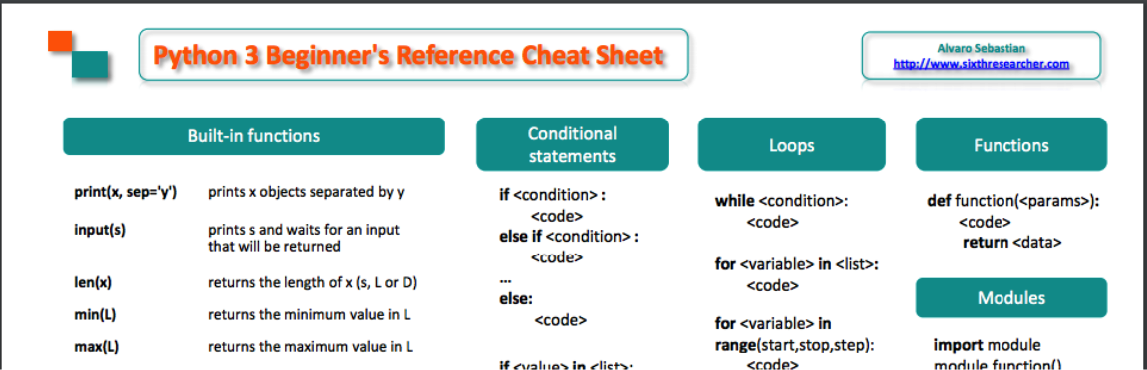 Python 3 Beginner's Reference Cheat Sheet
Alvaro Sebastian
http://www.sixthresearcher.com
Built-in functions
print(x, sep='y') prints x objects separated by y
input(s) prints s and waits for an input
that will be returned
len(x) returns the length of x (s, L or D)
min(L) returns the minimum value in L
max(L) returns the maximum value in L
Conditional
statements
if <condition> :
<code>
else if <condition> :
<code>
...
else:
<code>
if <value> in <list>:
Loops
while <condition>:
<code>
for <variable> in <list>:
<code>
for <variable> in
range(start,stop,step):
<code>
Functions
def function(<params>):
<code>
return <data>
Modules
import module
module.function()